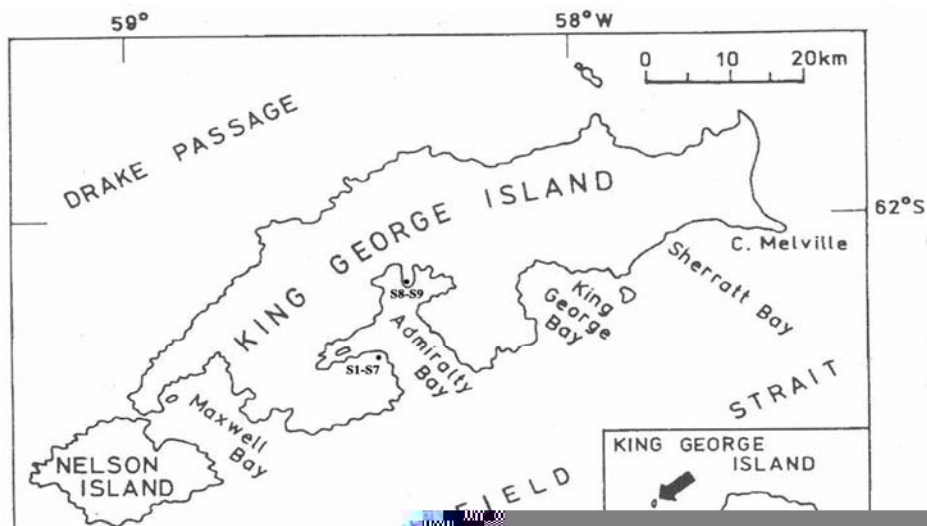 59°
58° W
0 10 20km
DRAKE PASSAGE
KING GEORGE ISLAND
62°S
C. Melville
Sherratt Bay
King
George
Bay
S8-S9
Admiralty
Bay
S1-S7
Maxwell
Bay
NELSON
ISLAND
STRAIT
FIELD
KING GEORGE
ISLAND